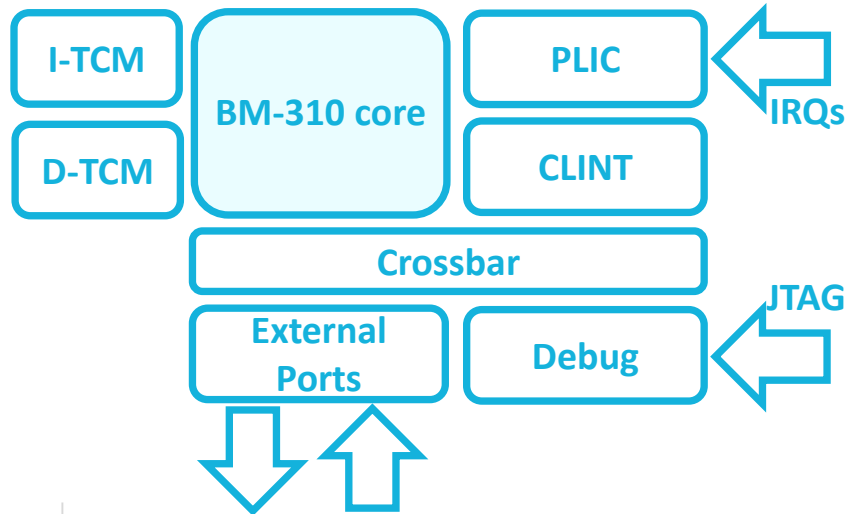 I-TCM
BM-310 core
PLIC
IRQs
D-TCM
CLINT
Crossbar
JTAG
External
Ports
Debug